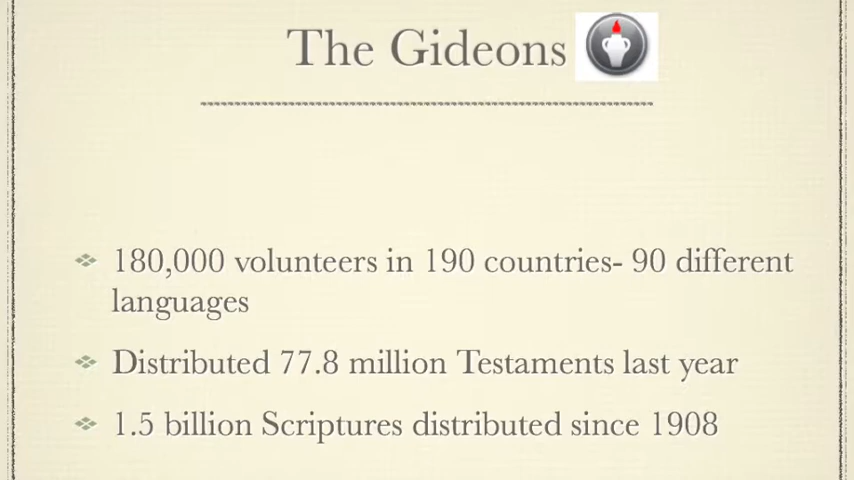 The Gideons
180,000 volunteers in 190 countries- 90 different
languages
Distributed 77.8 million Testaments last year
1.5 billion Scriptures distributed since 1908